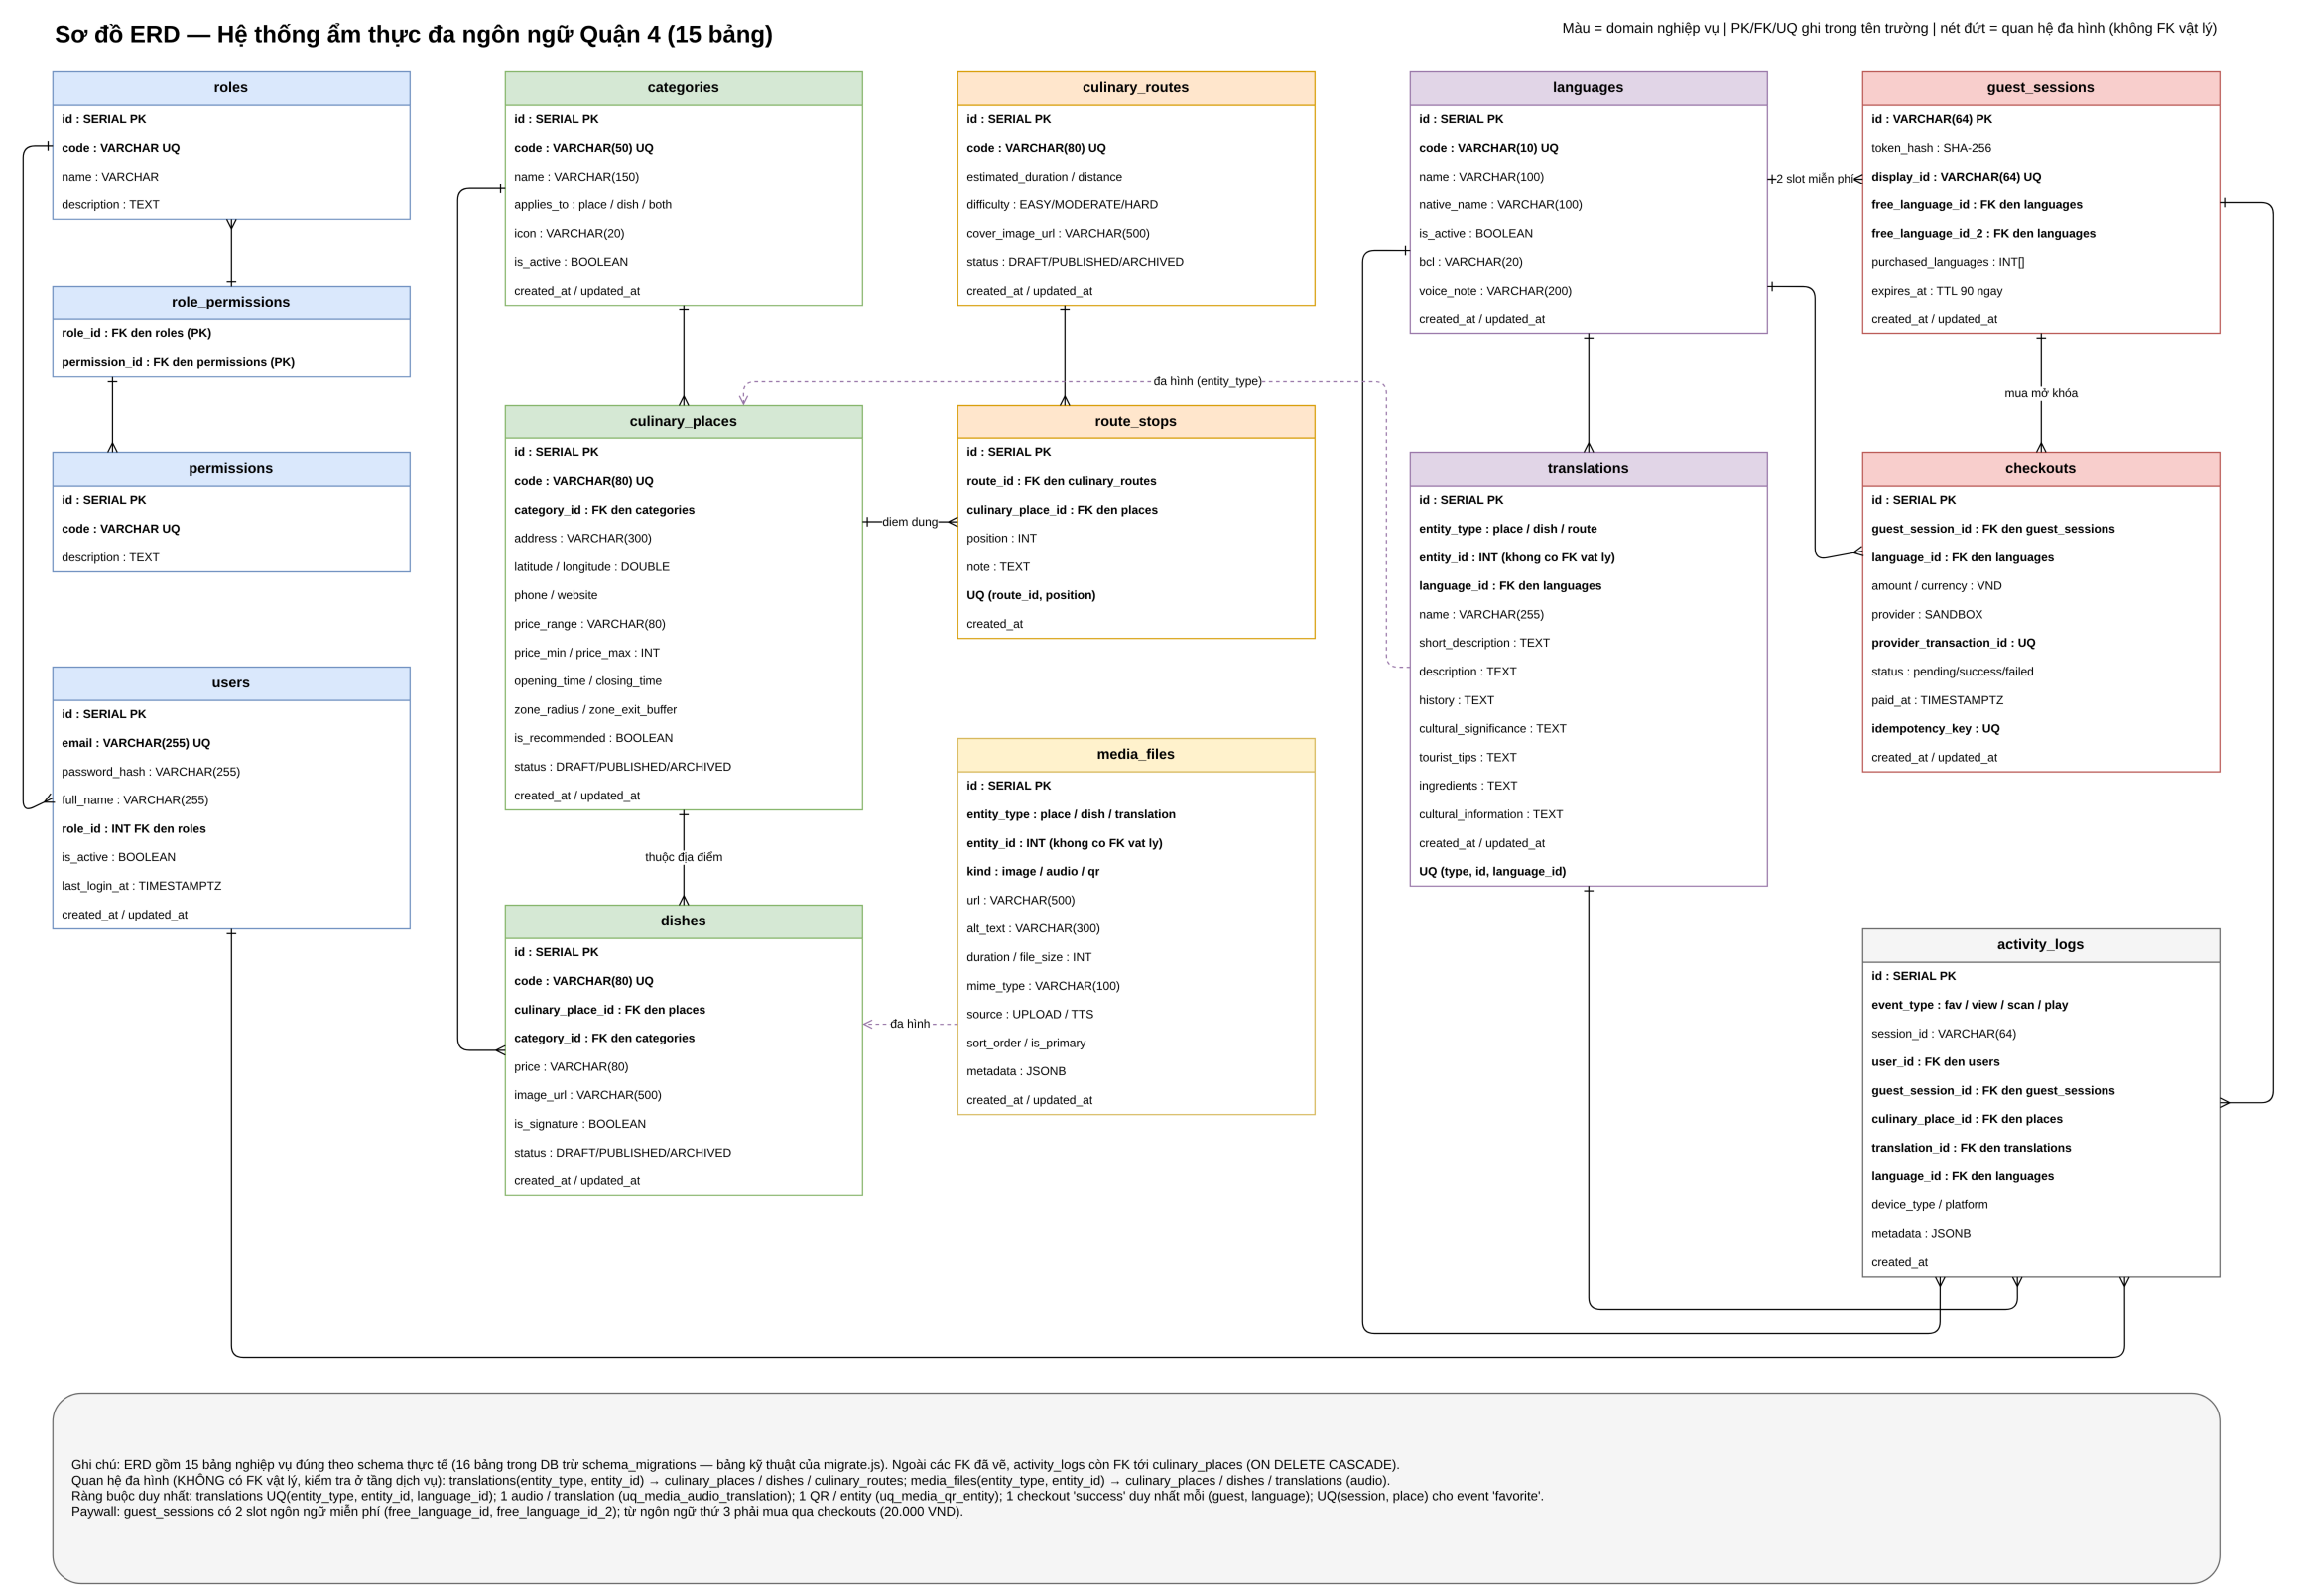 Sơ đồ ERD — Hệ thống ẩm thực đa ngôn ngữ Quận 4 (15 bảng)
Màu = domain nghiệp vụ | PK/FK/UQ ghi trong tên trường | nét đứt = quan hệ đa hình (không FK vật lý)
roles
id : SERIAL PK
code : VARCHAR UQ
name : VARCHAR
description : TEXT
role_permissions
role_id : FK den roles (PK)
permission_id : FK den permissions (PK)
permissions
id : SERIAL PK
code : VARCHAR UQ
description : TEXT
users
id : SERIAL PK
email : VARCHAR(255) UQ
password_hash : VARCHAR(255)
full_name : VARCHAR(255)
role_id : INT FK den roles
is_active : BOOLEAN
last_login_at : TIMESTAMPTZ
created_at / updated_at
categories
id : SERIAL PK
code : VARCHAR(50) UQ
name : VARCHAR(150)
applies_to : place / dish / both
icon : VARCHAR(20)
is_active : BOOLEAN
created_at / updated_at
culinary_places
id : SERIAL PK
code : VARCHAR(80) UQ
category_id : FK den categories
address : VARCHAR(300)
latitude / longitude : DOUBLE
phone / website
price_range : VARCHAR(80)
price_min / price_max : INT
opening_time / closing_time
zone_radius / zone_exit_buffer
is_recommended : BOOLEAN
status : DRAFT/PUBLISHED/ARCHIVED
created_at / updated_at
thuộc địa điểm
dishes
id : SERIAL PK
code : VARCHAR(80) UQ
culinary_place_id : FK den places
category_id : FK den categories
price : VARCHAR(80)
image_url : VARCHAR(500)
is_signature : BOOLEAN
status : DRAFT/PUBLISHED/ARCHIVED
created_at / updated_at
culinary_routes
id : SERIAL PK
code : VARCHAR(80) UQ
estimated_duration / distance
difficulty : EASY/MODERATE/HARD
cover_image_url : VARCHAR(500)
status : DRAFT/PUBLISHED/ARCHIVED
created_at / updated_at
đa hình (entity_type)
diem dung
route_stops
id : SERIAL PK
route_id : FK den culinary_routes
culinary_place_id : FK den places
position : INT
note : TEXT
UQ (route_id, position)
created_at
media_files
id : SERIAL PK
entity_type : place / dish / translation
entity_id : INT (khong co FK vat ly)
kind : image / audio / qr
url : VARCHAR(500)
alt_text : VARCHAR(300)
duration / file_size : INT
mime_type : VARCHAR(100)
source : UPLOAD / TTS
sort_order / is_primary
metadata : JSONB
created_at / updated_at
đa hình
languages
id : SERIAL PK
code : VARCHAR(10) UQ
name : VARCHAR(100)
native_name : VARCHAR(100)
is_active : BOOLEAN
bcl : VARCHAR(20)
voice_note : VARCHAR(200)
created_at / updated_at
2 slot miễn phí
translations
id : SERIAL PK
entity_type : place / dish / route
entity_id : INT (khong co FK vat ly)
language_id : FK den languages
name : VARCHAR(255)
short_description : TEXT
description : TEXT
history : TEXT
cultural_significance : TEXT
tourist_tips : TEXT
ingredients : TEXT
cultural_information : TEXT
created_at / updated_at
UQ (type, id, language_id)
guest_sessions
id : VARCHAR(64) PK
token_hash : SHA-256
display_id : VARCHAR(64) UQ
free_language_id : FK den languages
free_language_id_2 : FK den languages
purchased_languages : INT[]
expires_at : TTL 90 ngay
created_at / updated_at
mua mở khóa
checkouts
id : SERIAL PK
guest_session_id : FK den guest_sessions
language_id : FK den languages
amount / currency : VND
provider : SANDBOX
provider_transaction_id : UQ
status : pending/success/failed
paid_at : TIMESTAMPTZ
idempotency_key : UQ
created_at / updated_at
activity_logs
id : SERIAL PK
event_type : fav / view / scan / play
session_id : VARCHAR(64)
user_id : FK den users
guest_session_id : FK den guest_sessions
culinary_place_id : FK den places
translation_id : FK den translations
language_id : FK den languages
device_type / platform
metadata : JSONB
created_at
Ghi chú: ERD gồm 15 bảng nghiệp vụ đúng theo schema thực tế (16 bảng trong DB trừ schema_migrations — bảng kỹ thuật của migrate.js). Ngoài các FK đã vẽ, activity_logs còn FK tới culinary_places (ON DELETE CASCADE).
Quan hệ đa hình (KHÔNG có FK vật lý, kiểm tra ở tầng dịch vụ): translations(entity_type, entity_id) → culinary_places / dishes / culinary_routes; media_files(entity_type, entity_id) → culinary_places / dishes / translations (audio).
Ràng buộc duy nhất: translations UQ(entity_type, entity_id, language_id); 1 audio / translation (uq_media_audio_translation); 1 QR / entity (uq_media_qr_entity); 1 checkout 'success' duy nhất mỗi (guest, language); UQ(session, place) cho event 'favorite'.
Paywall: guest_sessions có 2 slot ngôn ngữ miễn phí (free_language_id, free_language_id_2); từ ngôn ngữ thứ 3 phải mua qua checkouts (20.000 VND).